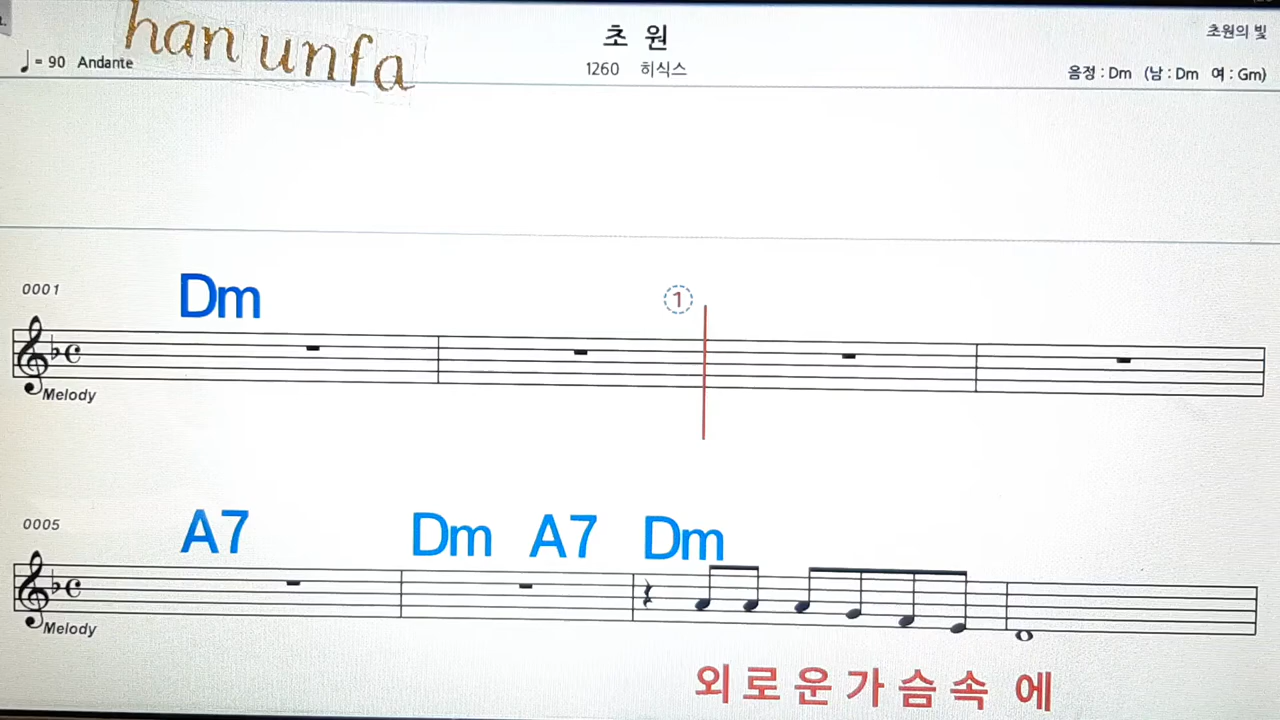 han unfa
초 원
초원의 빛
♩= 90 Andante
1260 히식스
음정 : Dm (남 : Dm 여 : Gm)
0001
Dm
1
Melody
0005
A7 Dm A7 Dm
Melody
외로운가슴속 에